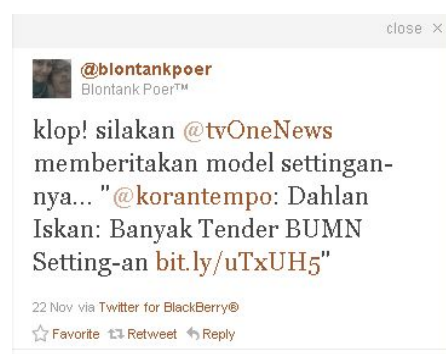 close ×
@blontankpoer
Blontank Poer™
klop! silakan @tvOneNews
memberitakan model settingan-
nya... "@korantempo: Dahlan
Iskan: Banyak Tender BUMN
Setting-an bit.ly/uTxUH5"
22 Nov via Twitter for BlackBerry®
Favorite Retweet Reply